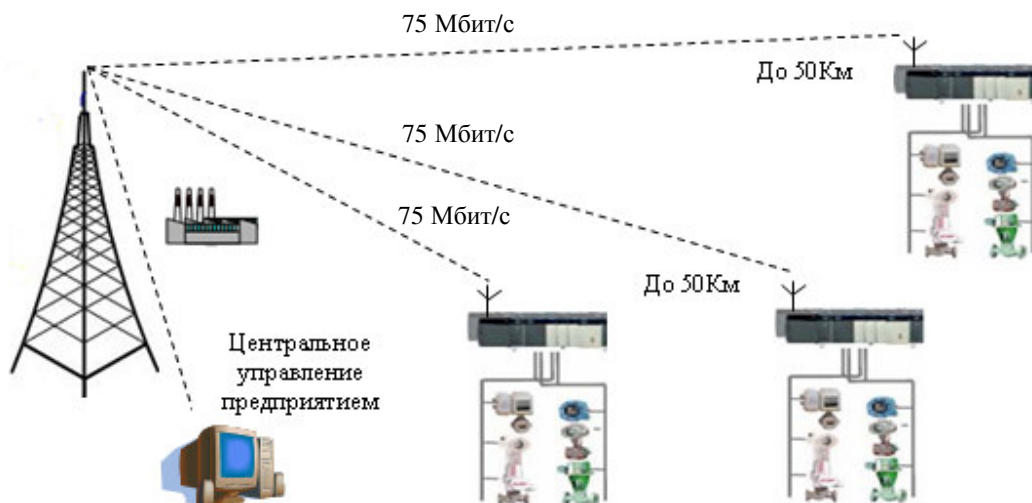 75 Мбит/с
До 50Км
75 Мбит/с
75 Мбит/с
До 50Км
Центральное
управление
предприятием